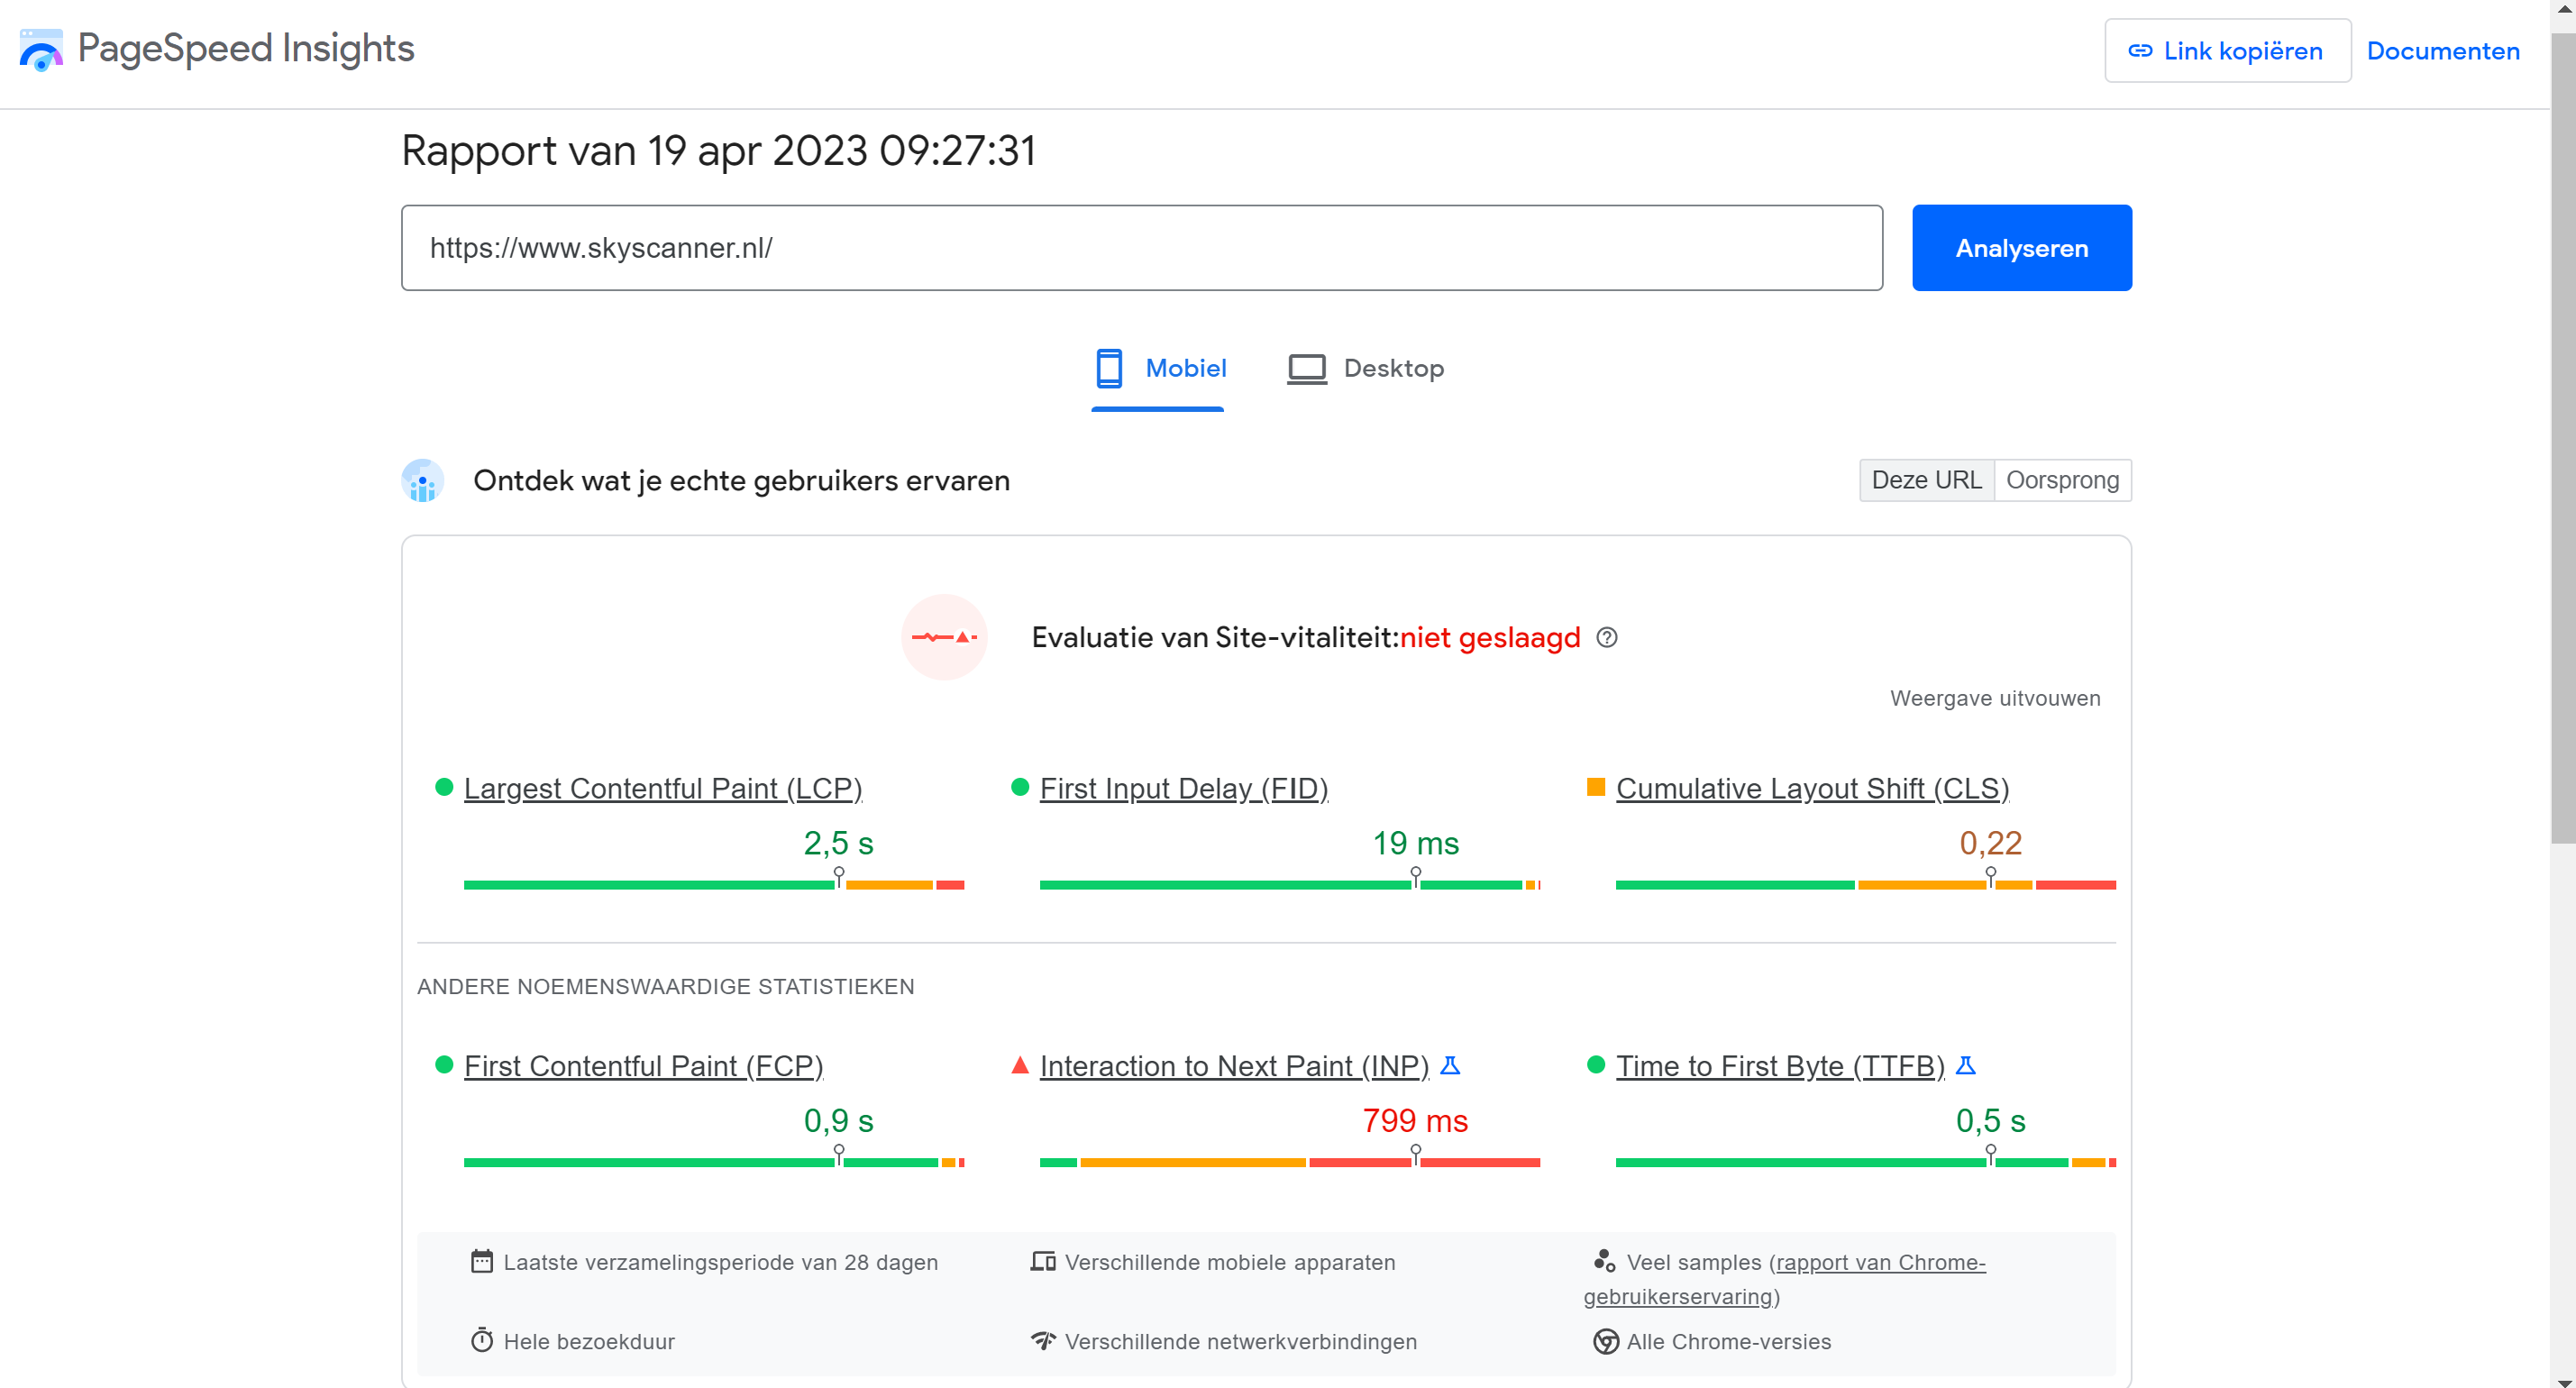 PageSpeed Insights
Link kopiëren
Documenten
Rapport van 19 apr 2023 09:27:31
https://www.skyscanner.nl/
Analyseren
Mobiel
Desktop
Ontdek wat je echte gebruikers ervaren
Deze URL
Oorsprong
Evaluatie van Site-vitaliteit:niet geslaagd
Weergave uitvouwen
Largest Contentful Paint (LCP)
2,5 s
First Input Delay (FID)
19 ms
Cumulative Layout Shift (CLS)
0,22
ANDERE NOEMENSWAARDIGE STATISTIEKEN
First Contentful Paint (FCP)
0,9 s
Interaction to Next Paint (INP)
799 ms
Time to First Byte (TTFB)
0,5 s
Laatste verzamelingsperiode van 28 dagen
Verschillende mobiele apparaten
Veel samples (rapport van Chrome-
gebruikerservaring)
Hele bezoekduur
Verschillende netwerkverbindingen
Alle Chrome-versies